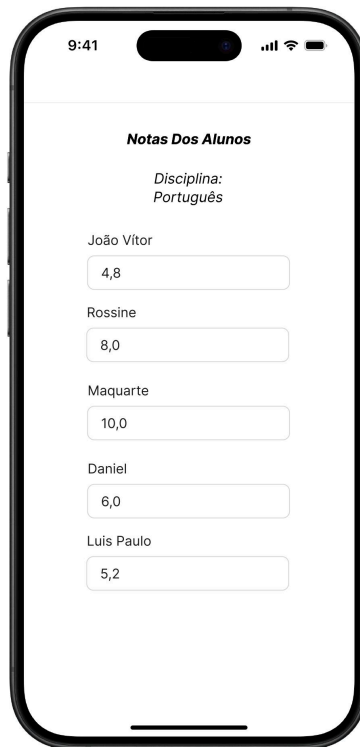 9:41
Notas Dos Alunos
Disciplina:
Português
João Vítor
4,8
Rossine
8,0
Maquarte
10,0
Daniel
6,0
Luis Paulo
5,2